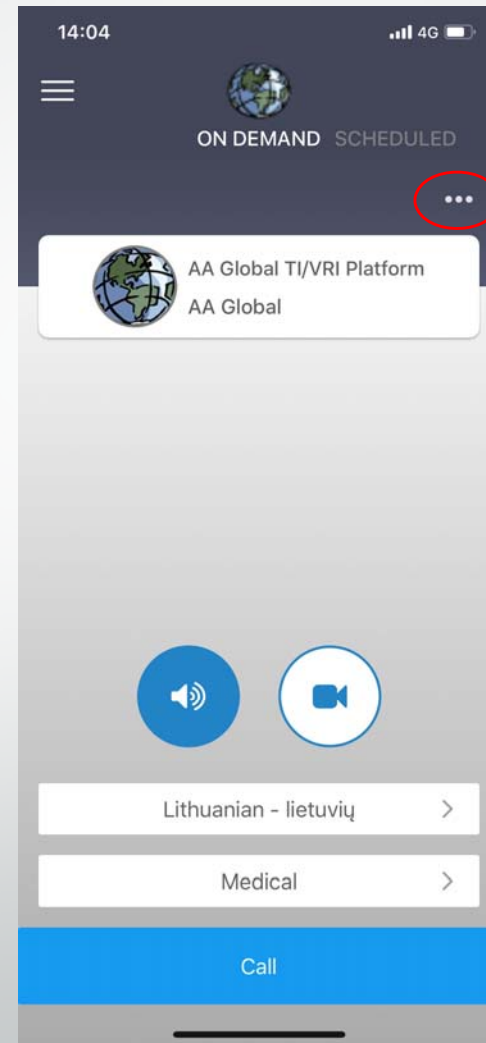 14:04
4G
ON DEMAND SCHEDULED
AA Global TI/VRI Platform
AA Global
Lithuanian - lietuvių
Medical
Call